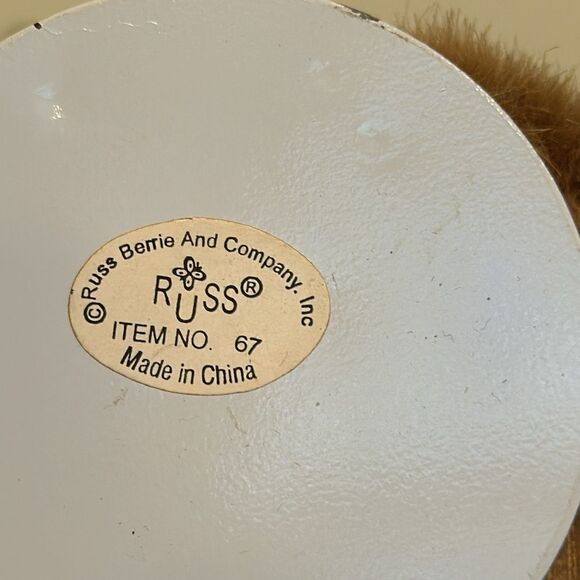 ©Russ Berrie And Company. Inc
RUSS®
ITEM NO. 67
Made in China